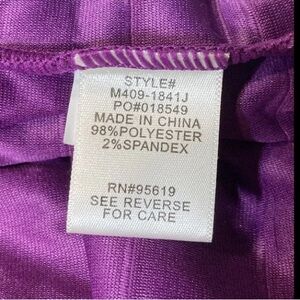 STYLE#
M409-1841J
PO#018549
MADE IN CHINA
98%POLYESTER
2%SPANDEX
RN#95619
SEE REVERSE
FOR CARE